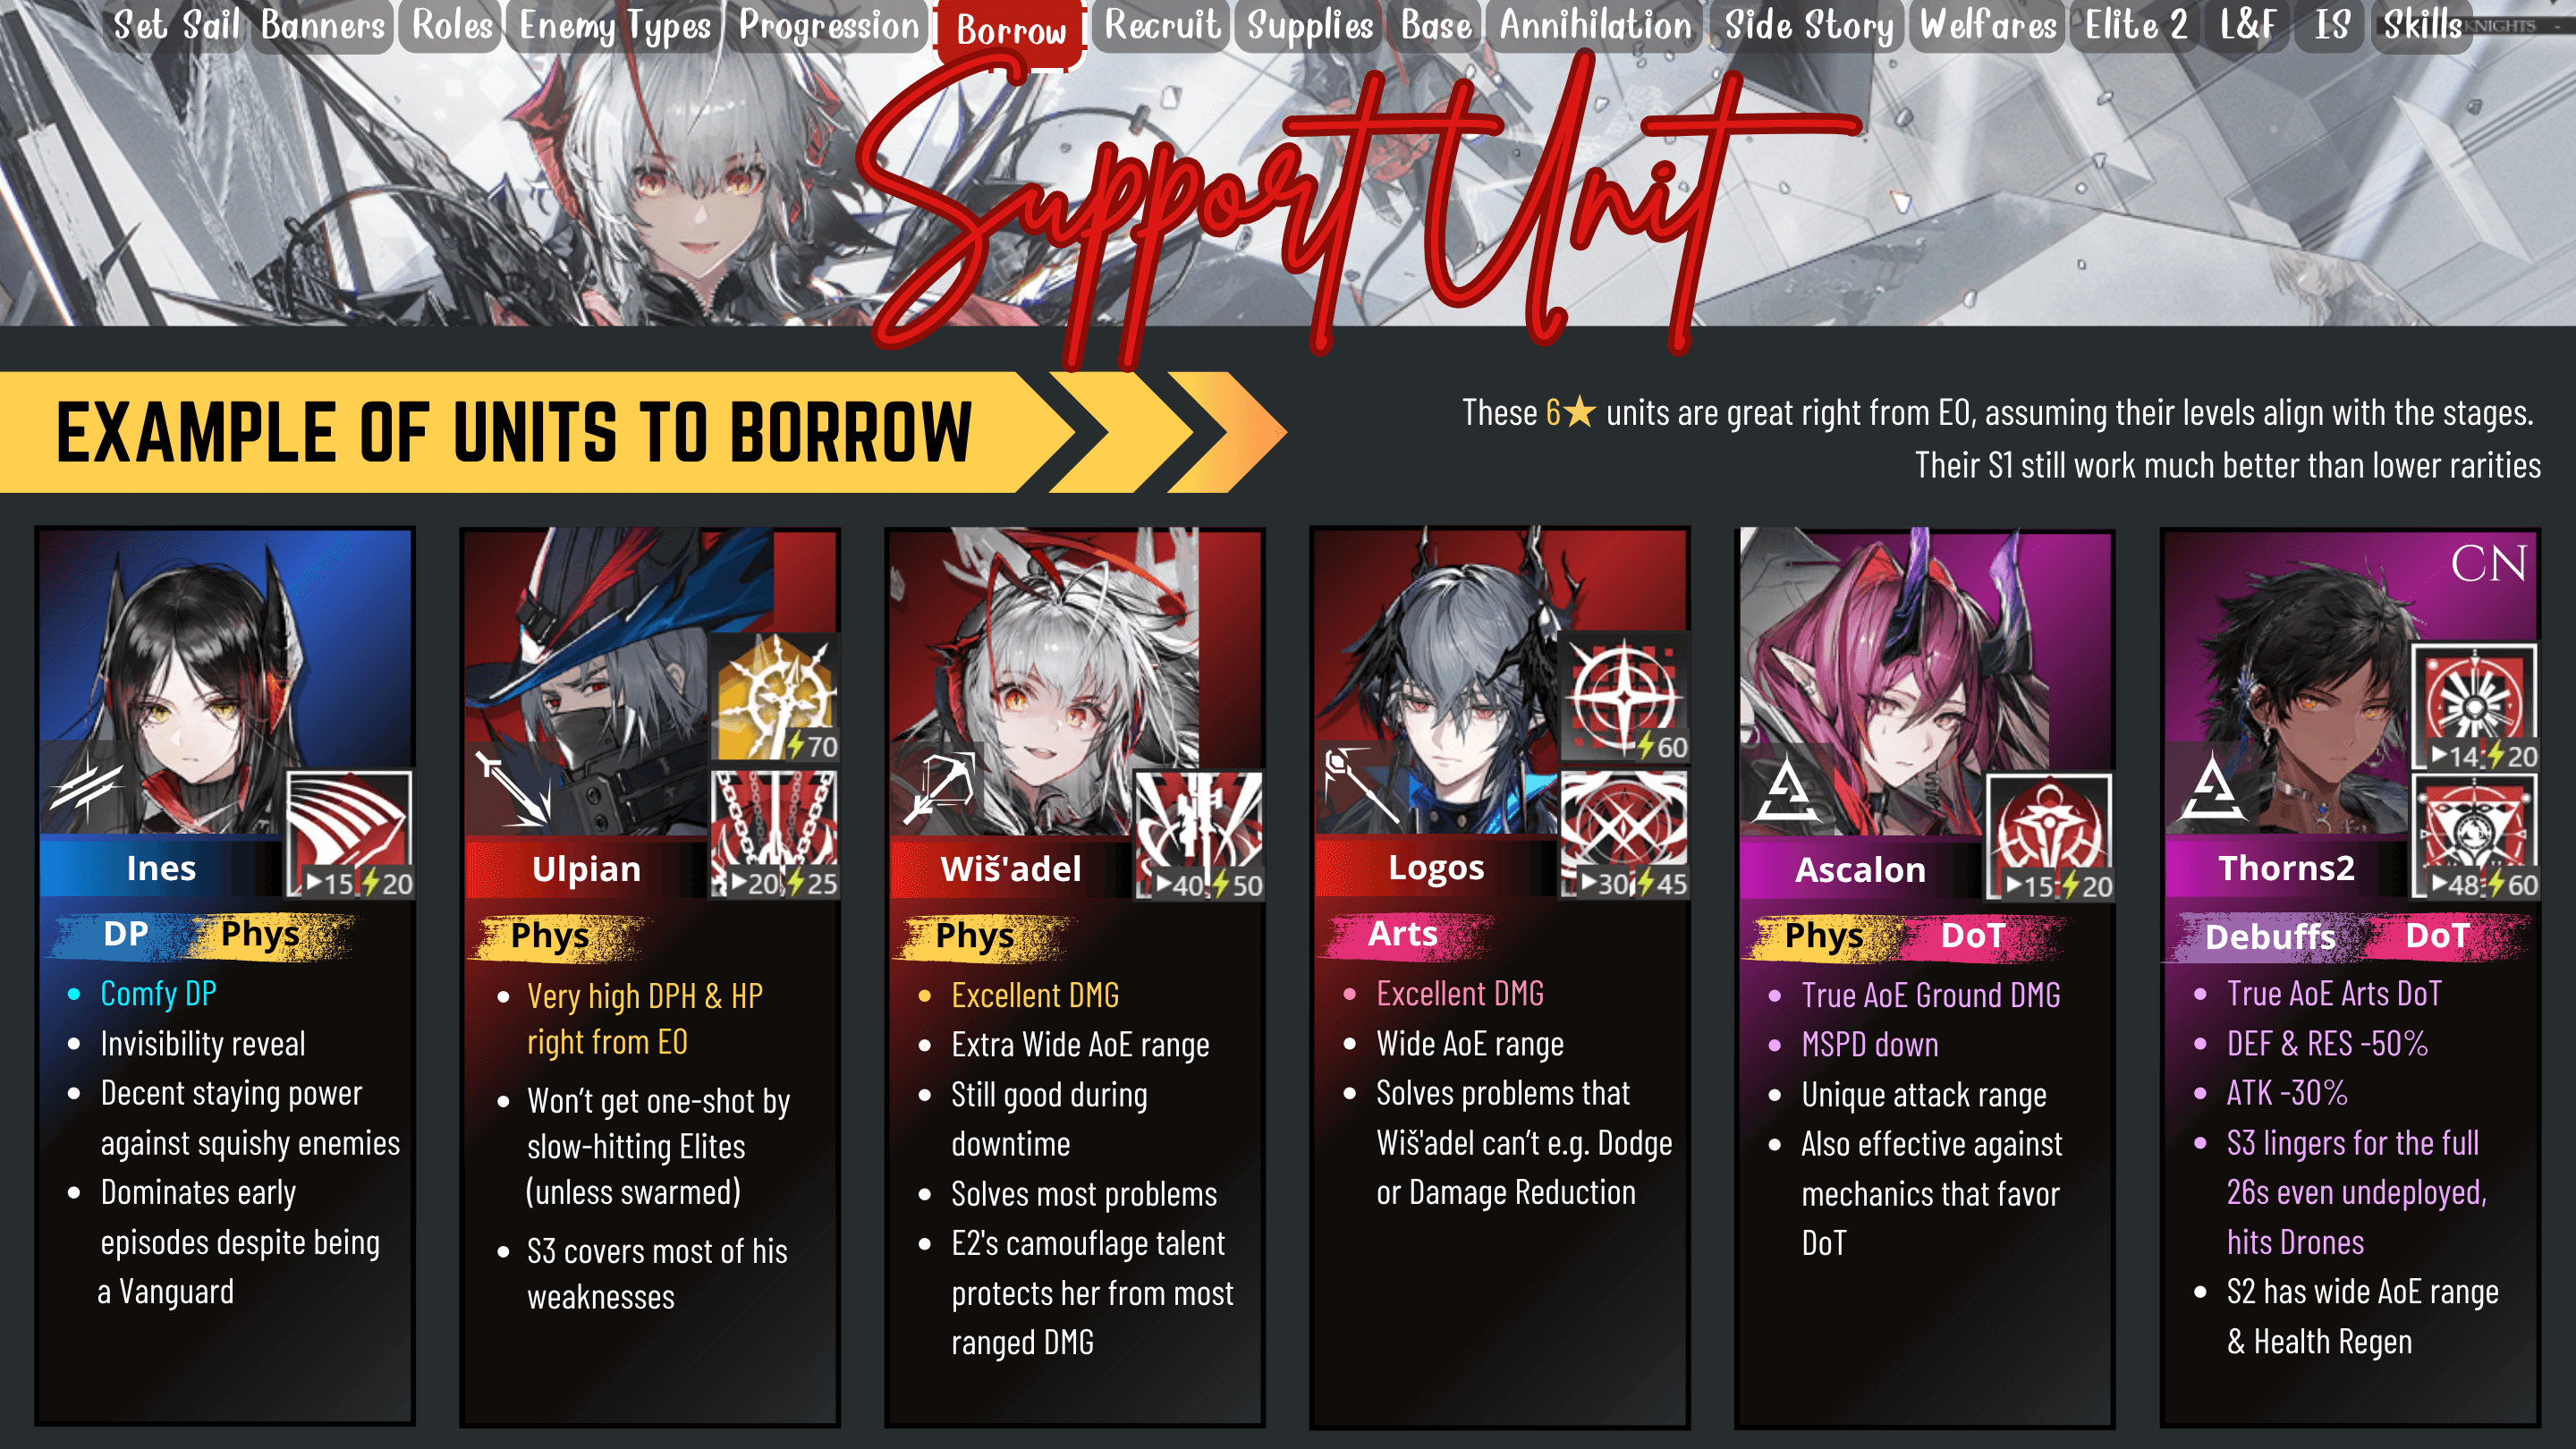 Set Sail Banners Roles Enemy Types Progression Borrow Recruit Supplies Base Annihilation Side Story Welfares Elite 2 L&F IS Skills
KNIGHTS
Support Unit
EXAMPLE OF UNITS TO BORROW
These 6★ units are great right from E0, assuming their levels align with the stages.
Their S1 still work much better than lower rarities
Ines
▶15⚡20
DP Phys
• Comfy DP
• Invisibility reveal
• Decent staying power
against squishy enemies
• Dominates early
episodes despite being
a Vanguard
⚡70
Ulpian
▶20⚡25
Phys
• Very high DPH & HP
right from E0
• Won't get one-shot by
slow-hitting Elites
(unless swarmed)
• S3 covers most of his
weaknesses
Wiš'adel
▶40⚡50
Phys
• Excellent DMG
• Extra Wide AoE range
• Still good during
downtime
• Solves most problems
• E2's camouflage talent
protects her from most
ranged DMG
⚡60
Logos
▶30⚡45
Arts
• Excellent DMG
• Wide AoE range
• Solves problems that
Wiš'adel can't e.g. Dodge
or Damage Reduction
Ascalon
▶15⚡20
Phys DoT
• True AoE Ground DMG
• MSPD down
• Unique attack range
• Also effective against
mechanics that favor
DoT
CN
▶14⚡20
Thorns2
▶48⚡60
Debuffs DoT
• True AoE Arts DoT
• DEF & RES -50%
• ATK -30%
• S3 lingers for the full
26s even undeployed,
hits Drones
• S2 has wide AoE range
& Health Regen